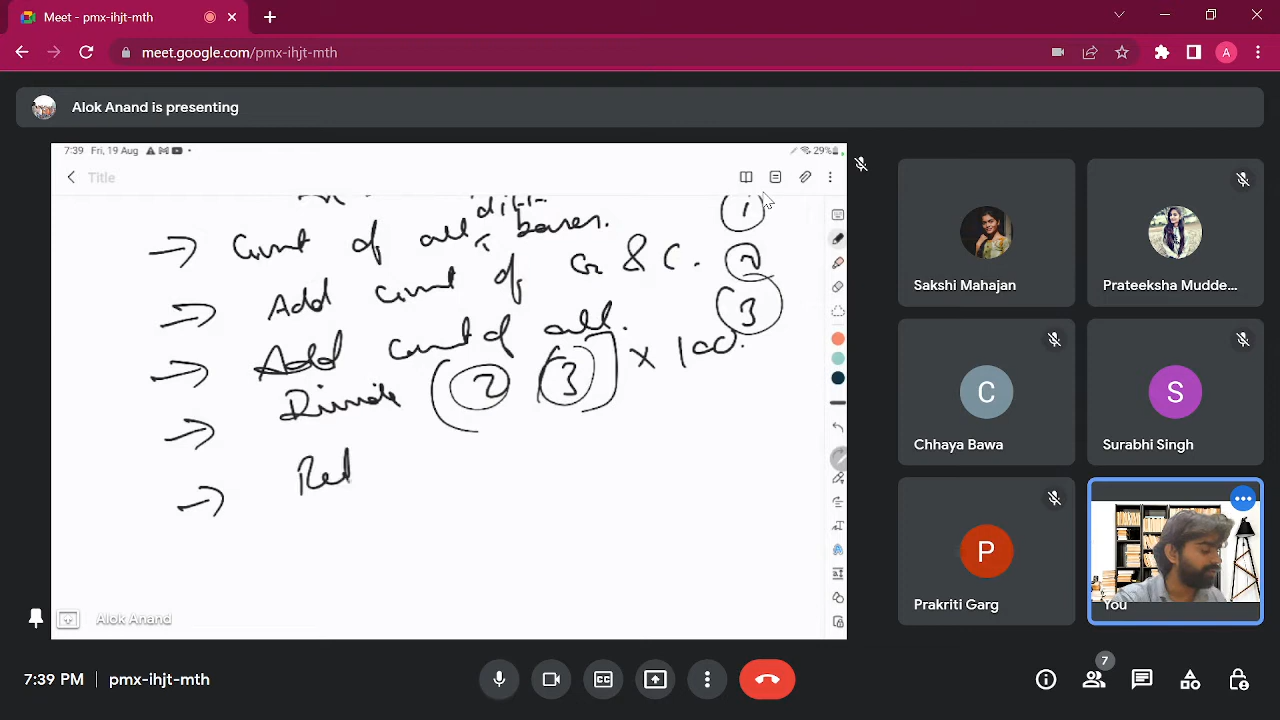 Meet - pmx-ihjt-mth
meet.google.com/pmx-ihjt-mth
A
Alok Anand is presenting
7:39 Fri, 19 Aug
29%
Title
1
→ Count of all bases.
→ Add count of G & C. 2
→ Add count of all. 3
→ Divide (2 3) x 100.
→ Ret
Alok Anand
Sakshi Mahajan
Prateeksha Mudde...
C
Chhaya Bawa
S
Surabhi Singh
P
Prakriti Garg
You
7:39 PM | pmx-ihjt-mth
CC
7